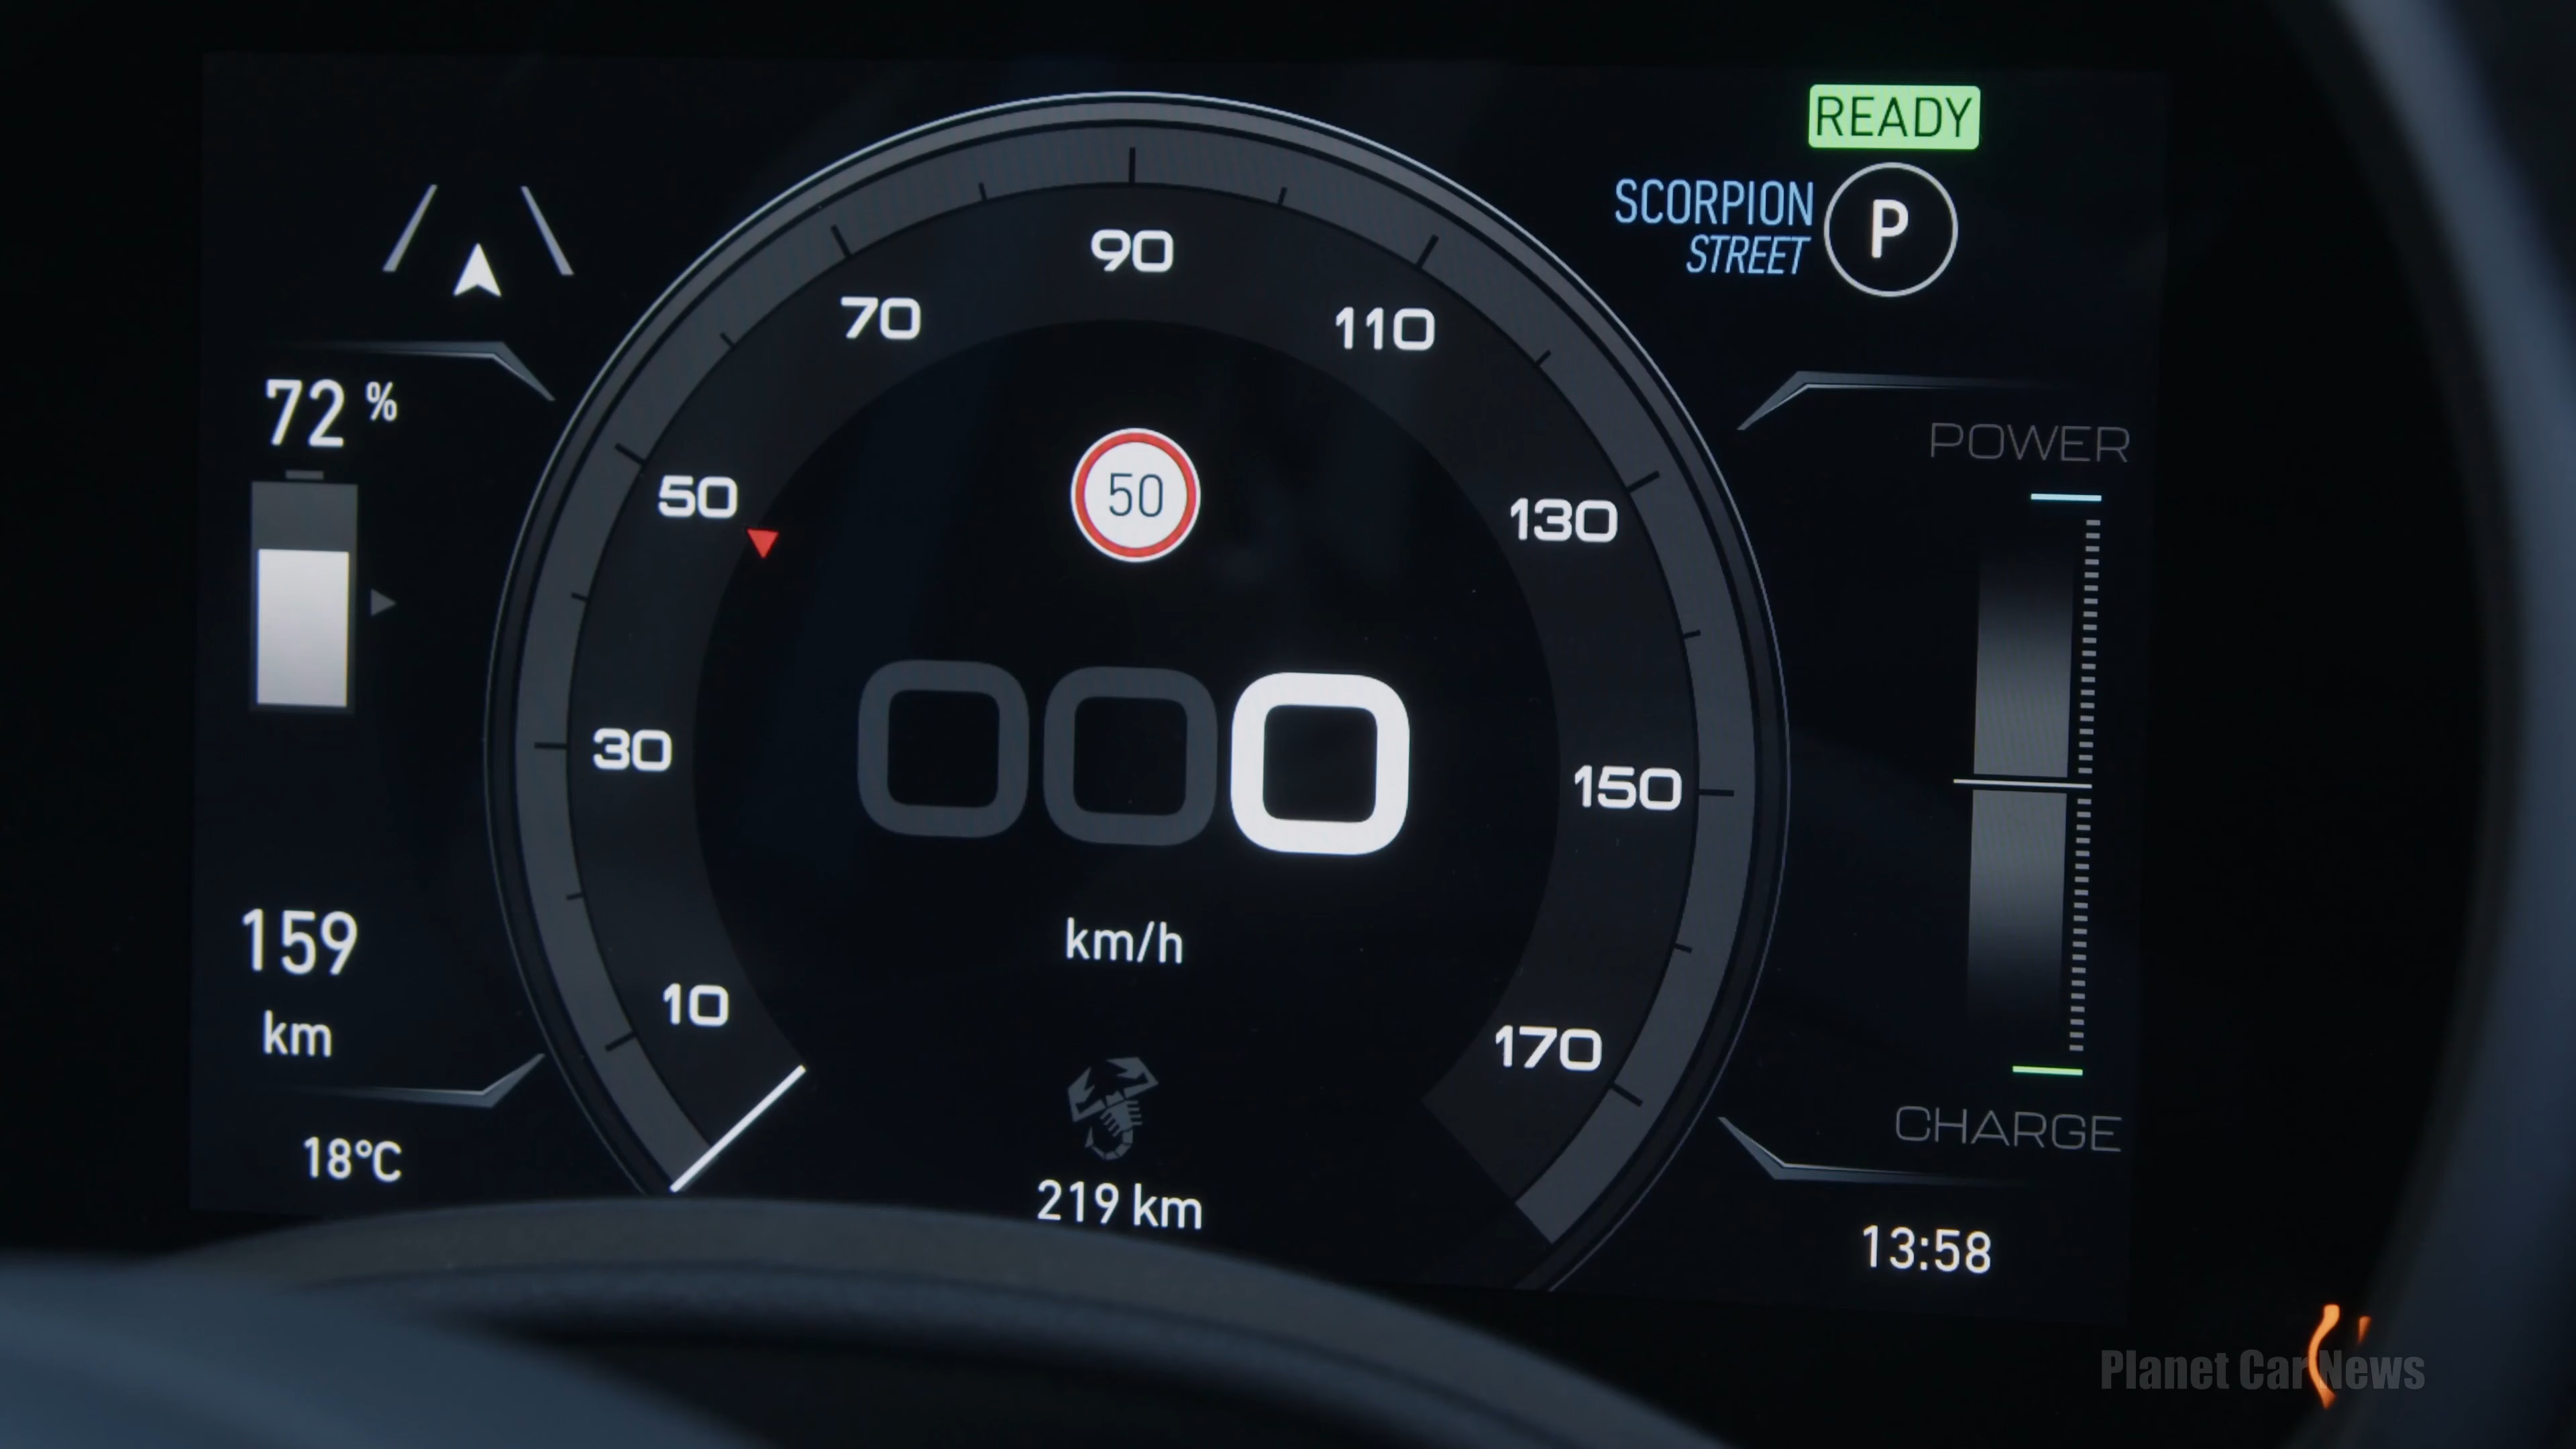 READY
SCORPION
STREET
P
72 %
POWER
90
70
110
50
50
130
000
30
150
km/h
159
km
10
170
18°C
219 km
CHARGE
13:58
Planet Car News